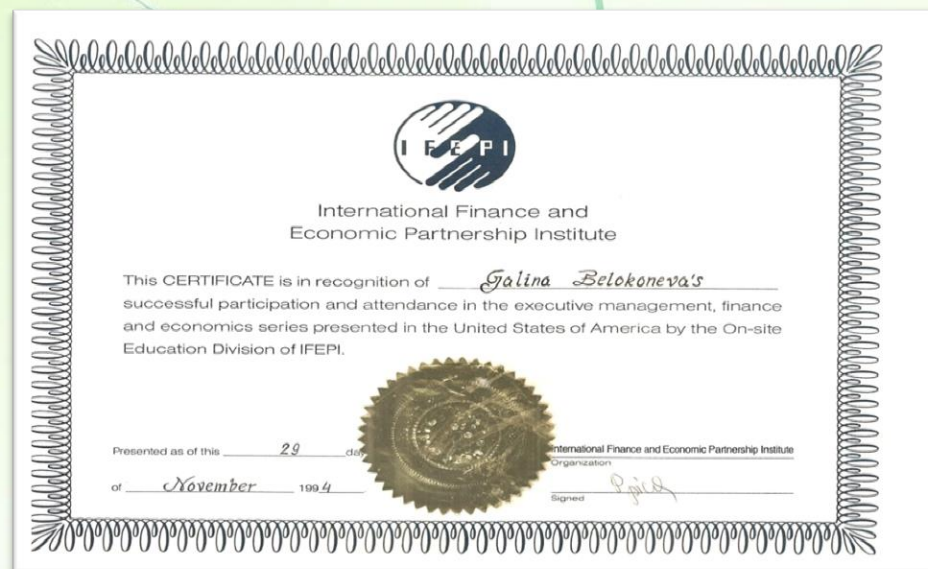 IFEPI
International Finance and
Economic Partnership Institute
This CERTIFICATE is in recognition of Galina Belokoneva's
successful participation and attendance in the executive management, finance
and economics series presented in the United States of America by the On-site
Education Division of IFEPI.
Presented as of this 29 da
of November 1994
International Finance and Economic Partnership Institute
Organization
Signed